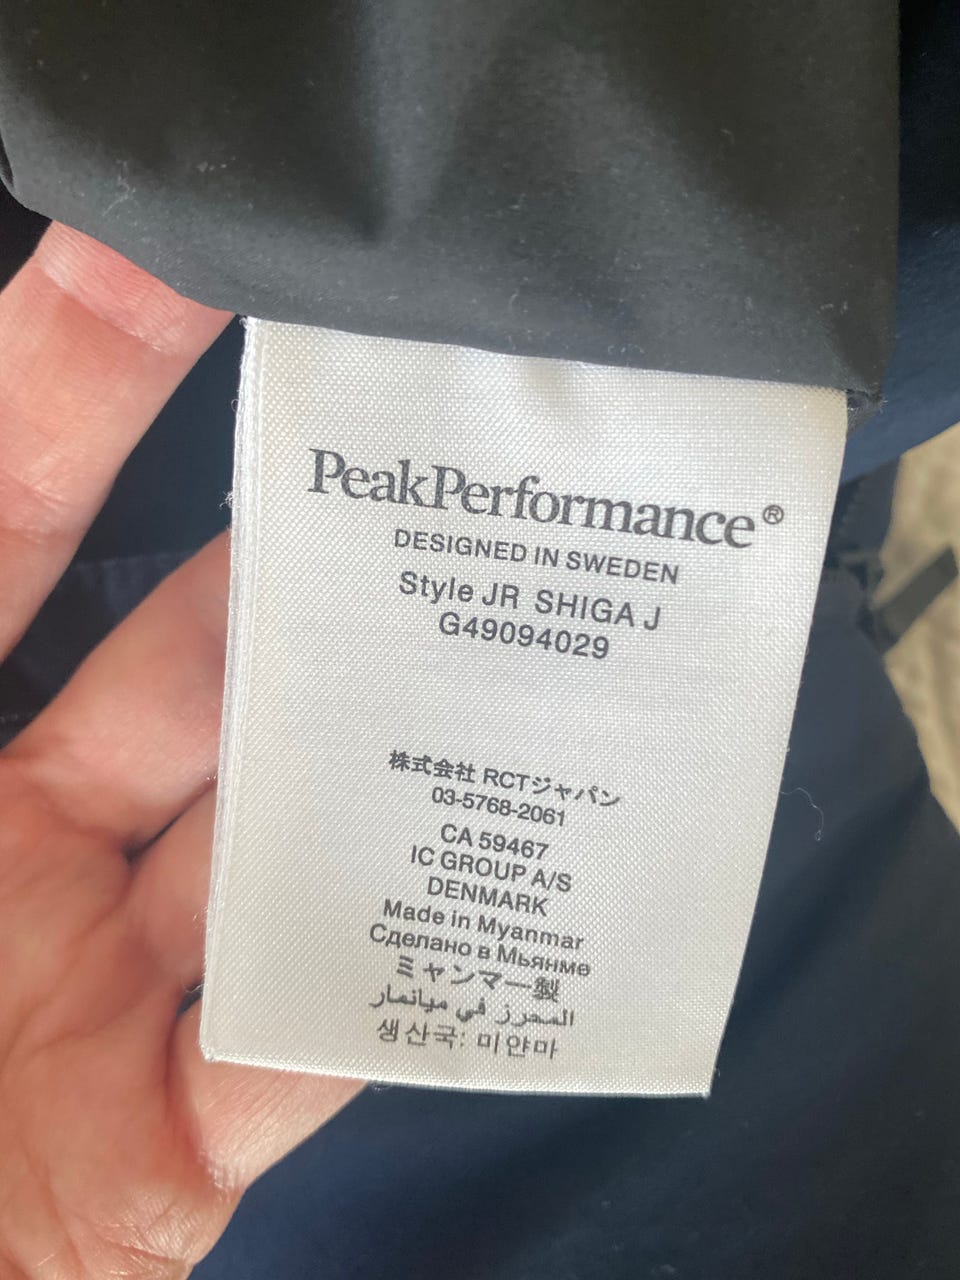 PeakPerformance®
DESIGNED IN SWEDEN
Style JR SHIGA J
G49094029
株式会社 RCTジャパン
03-5768-2061
CA 59467
IC GROUP A/S
DENMARK
Made in Myanmar
Сделано в Мьянме
ミャンマー製
المحرز في ميانمار
생산국: 미얀마